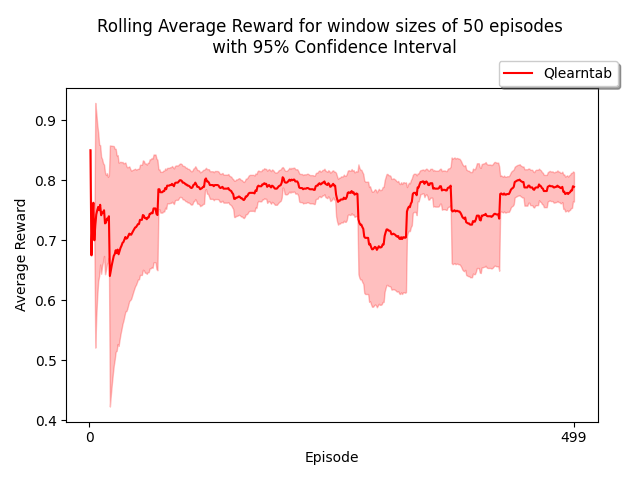 Rolling Average Reward for window sizes of 50 episodes
with 95% Confidence Interval
Qlearntab
0.9
0.8
0.7
0.6
0.5
0.4
Average Reward
0 499
Episode